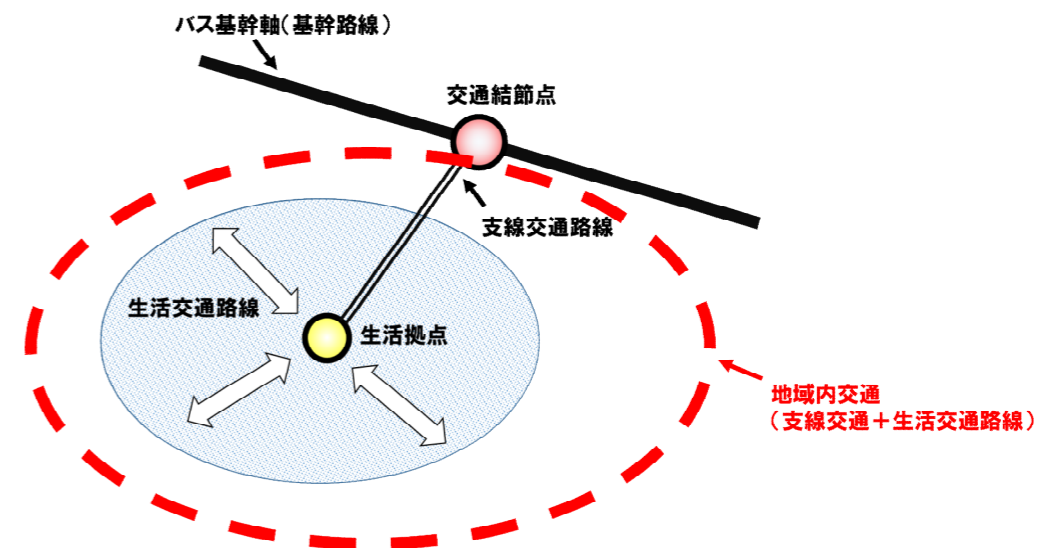 バス基幹軸（基幹路線）
交通結節点
支線交通路線
生活交通路線
生活拠点
地域内交通
（支線交通＋生活交通路線）